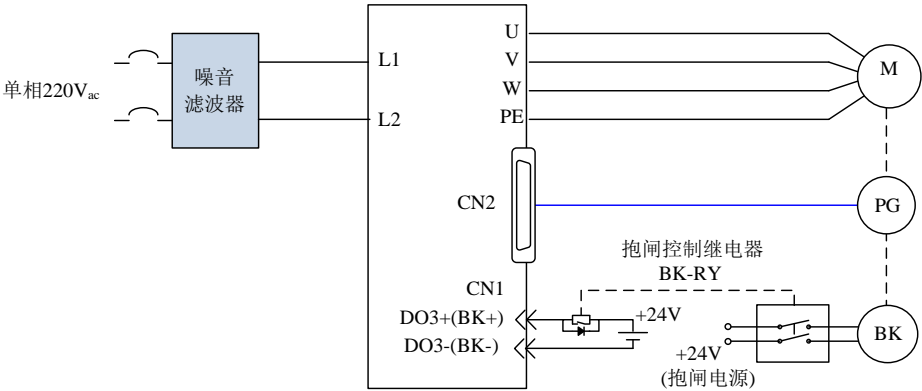 单相220Vac
噪音
滤波器
L1
L2
U
V
W
PE
M
CN2
PG
CN1
DO3+(BK+)
DO3-(BK-)
抱闸控制继电器
BK-RY
+24V
+24V
(抱闸电源)
BK